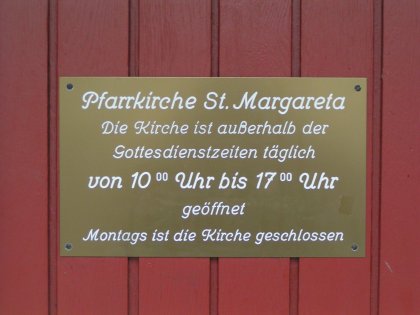 Pfarrkirche St. Margareta
Die Kirche ist außerhalb der
Gottesdienstzeiten täglich
von 10 00 Uhr bis 17 00 Uhr
geöffnet
Montags ist die Kirche geschlossen